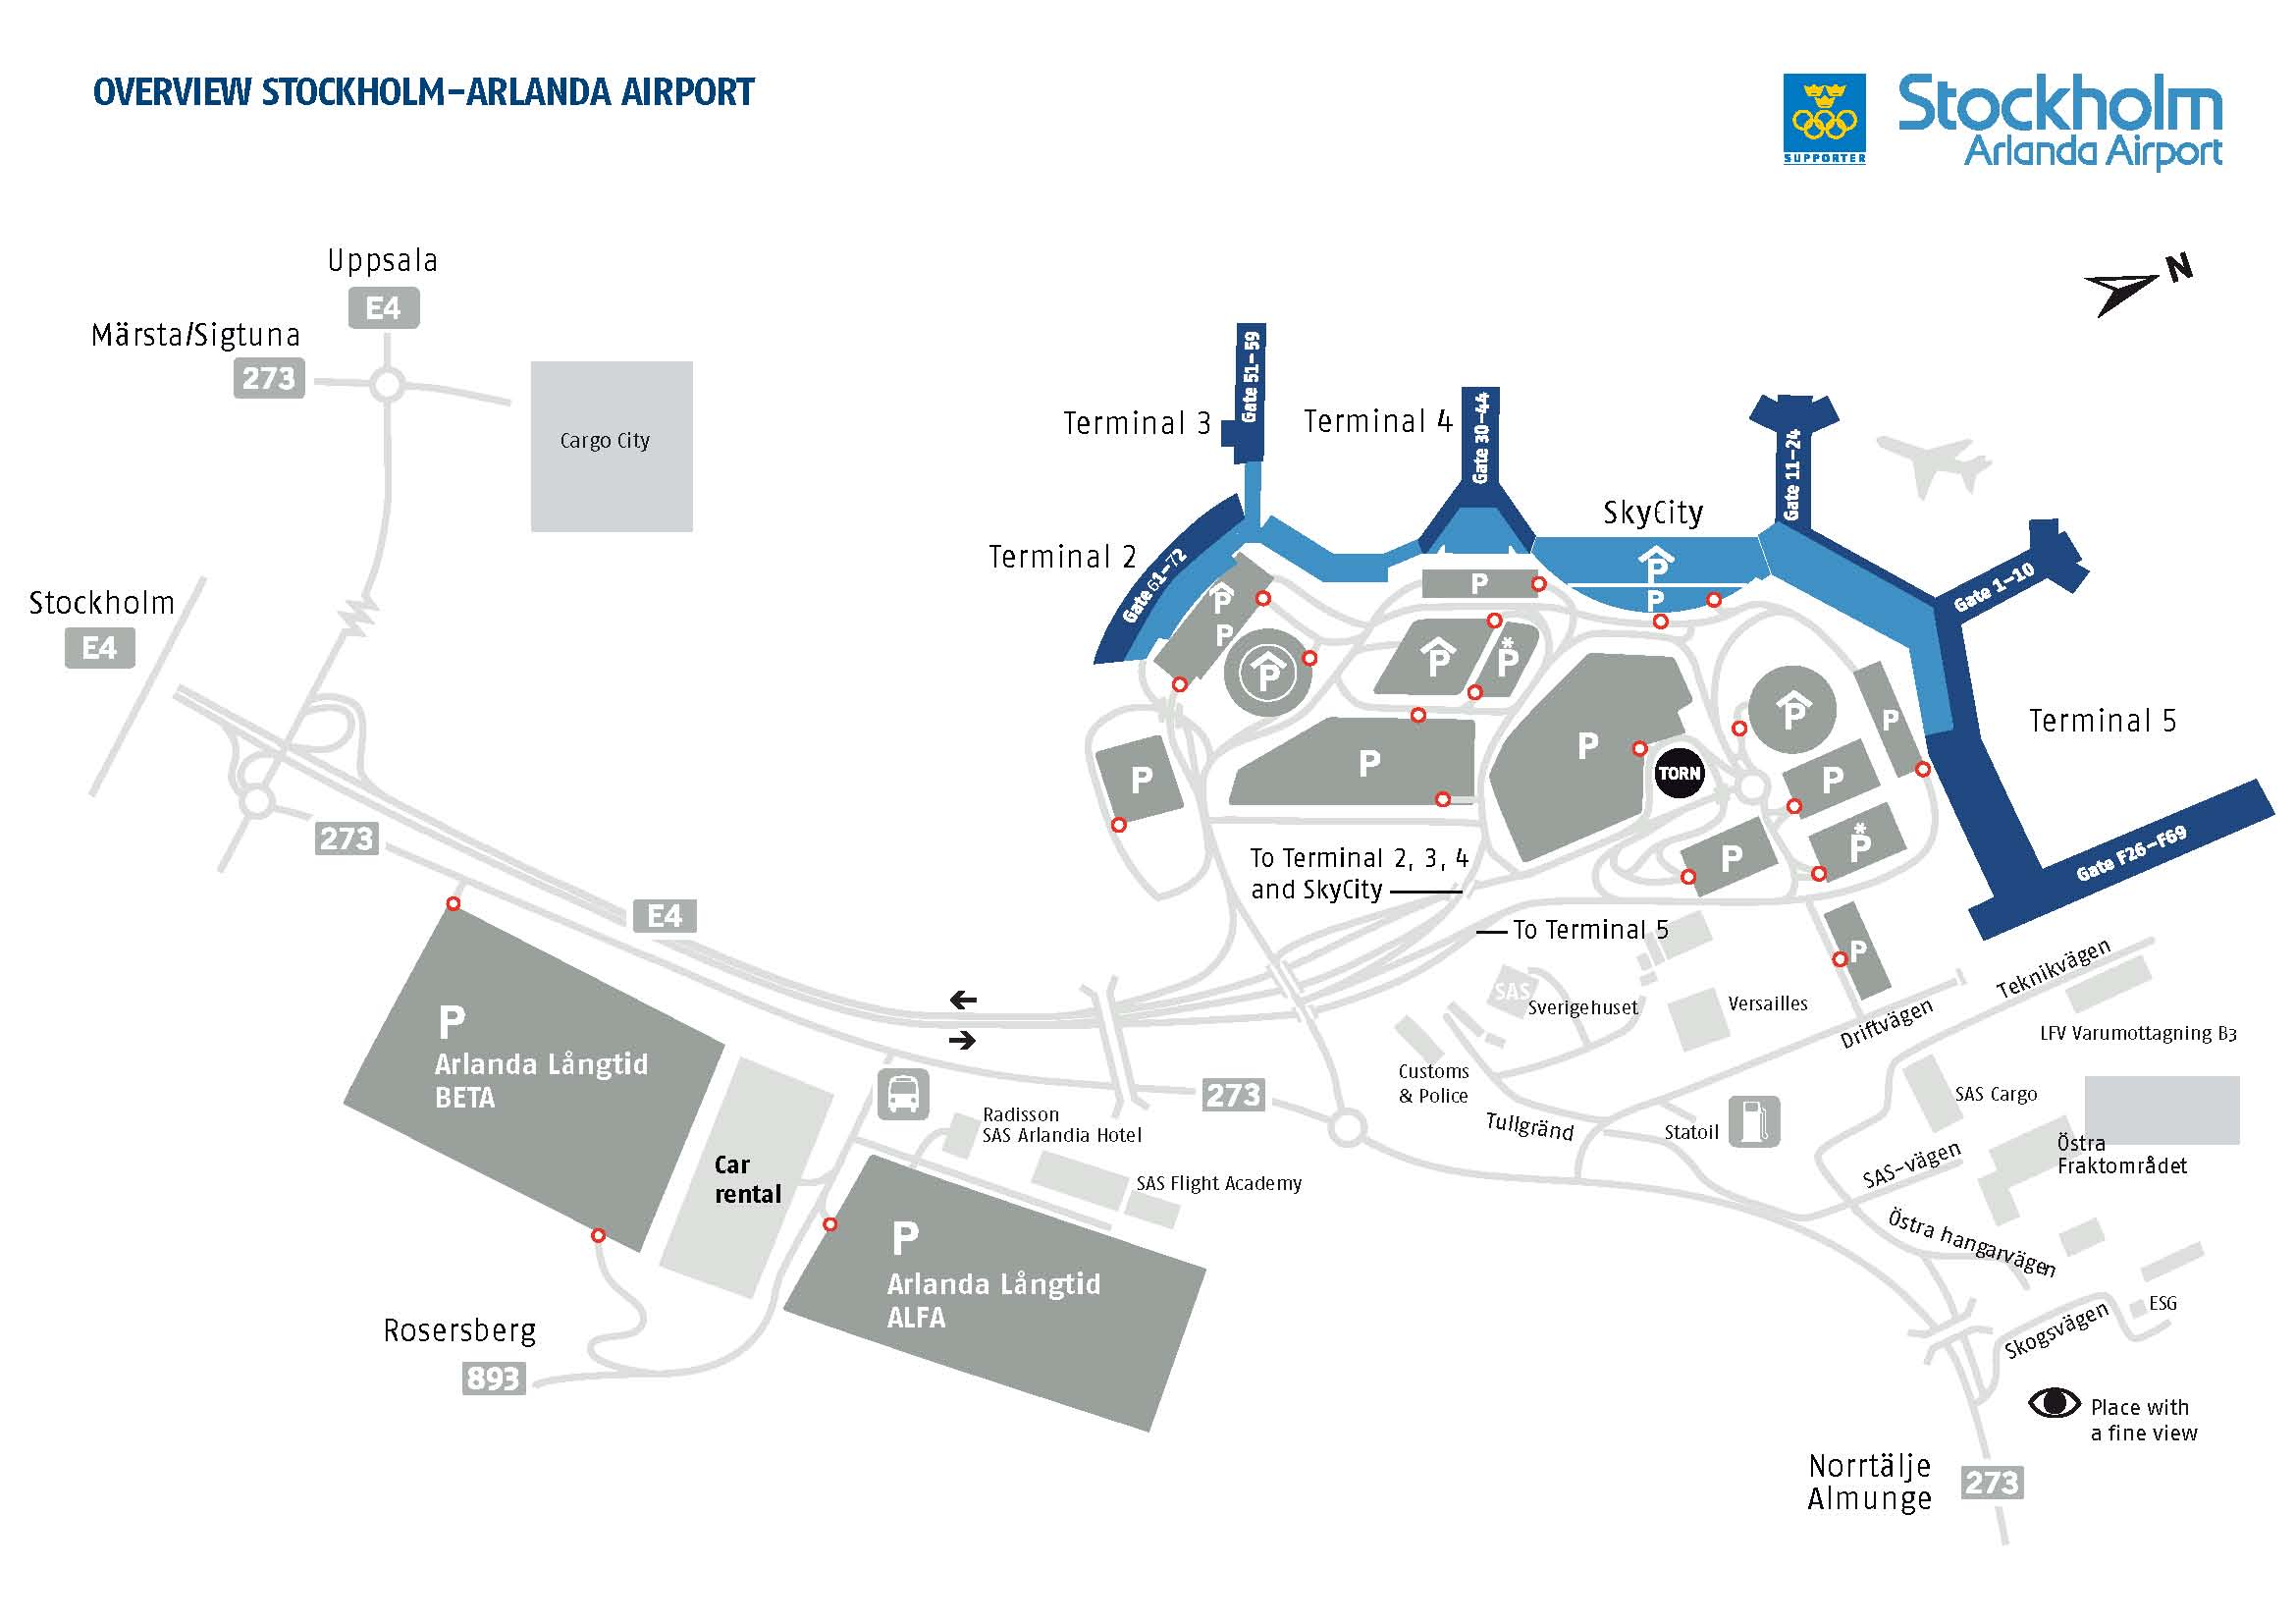 OVERVIEW STOCKHOLM–ARLANDA AIRPORT
SUPPORTER
Stockholm
Arlanda Airport
N
Uppsala
E4
Märsta/Sigtuna
273
Cargo City
Stockholm
E4
273
E4
Terminal 3
Gate 51–59
Terminal 4
Gate 30–44
SkyCity
Gate 11–24
Gate 1–10
Terminal 2
Gate 61–72
Terminal 5
Gate F26–F69
P
P
P
P
P
P
P
*
P
P
P
P
P
P
P
P
*
P
P
P
TORN
To Terminal 2, 3, 4
and SkyCity
To Terminal 5
SAS
Sverigehuset
Versailles
Driftvägen
Teknikvägen
LFV Varumottagning B3
Customs
& Police
Tullgränd
Statoil
SAS Cargo
SAS-vägen
Östra
Fraktområdet
Östra hangarvägen
ESG
Skogsvägen
Place with
a fine view
Norrtälje
Almunge
273
273
P
Arlanda Långtid
BETA
Car
rental
Radisson
SAS Arlandia Hotel
SAS Flight Academy
P
Arlanda Långtid
ALFA
Rosersberg
893